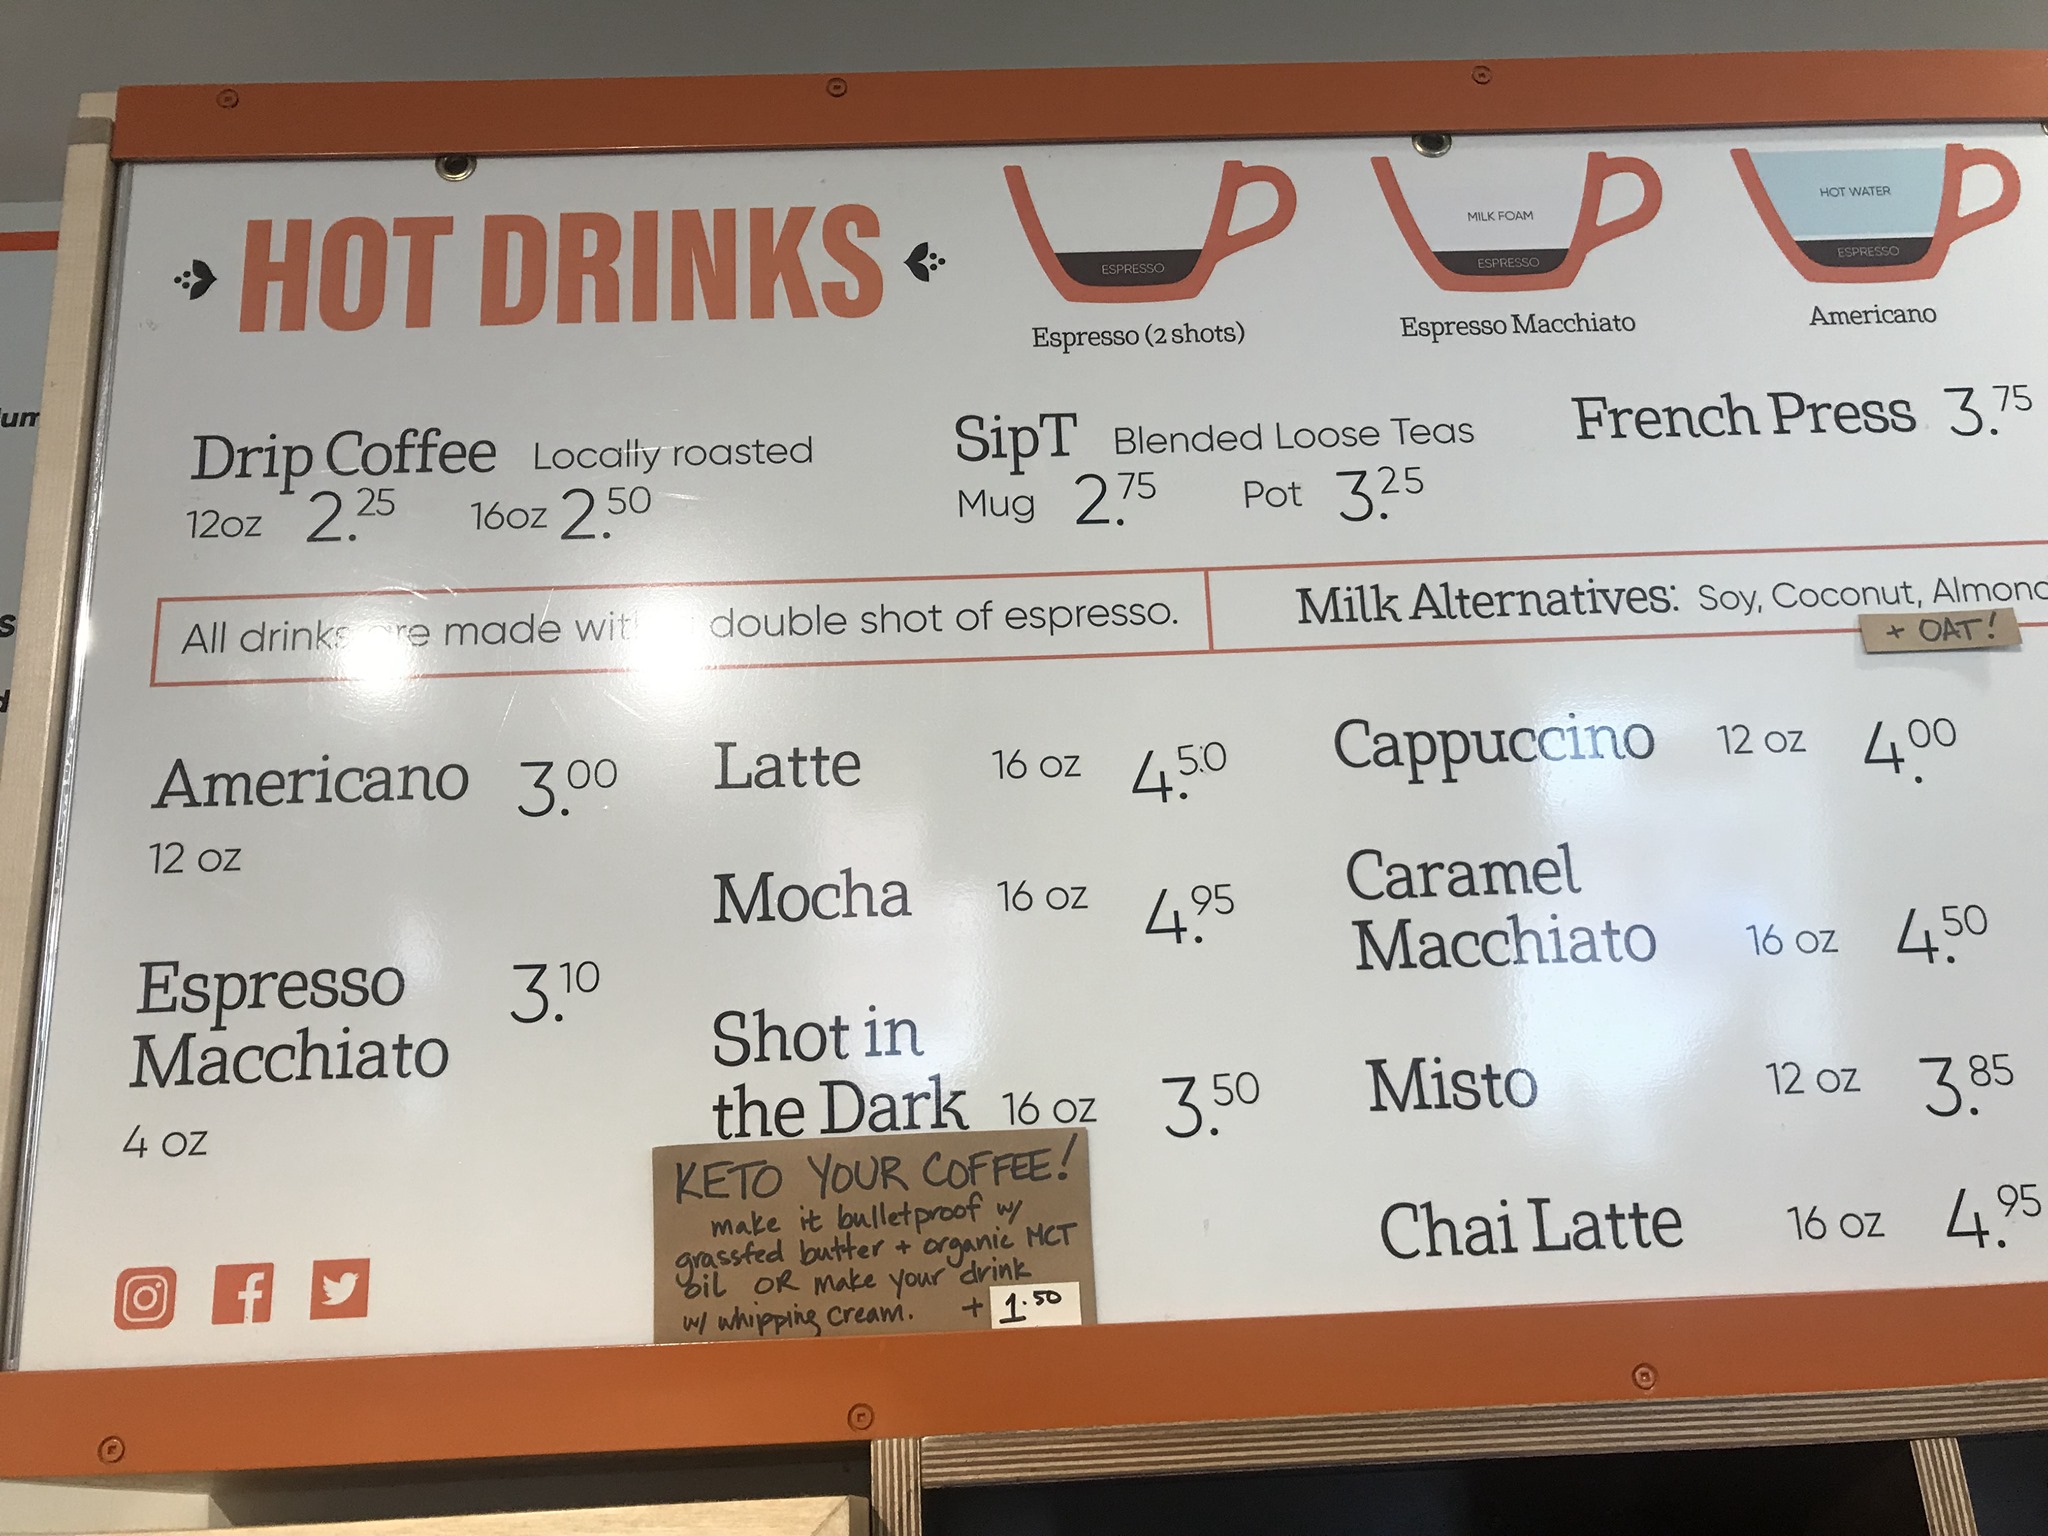 HOT DRINKS
ESPRESSO
Espresso (2 shots)
MILK FOAM
ESPRESSO
Espresso Macchiato
HOT WATER
ESPRESSO
Americano
Drip Coffee Locally roasted
12oz 2.25 16oz 2.50
SipT Blended Loose Teas
Mug 2.75 Pot 3.25
French Press 3.75
All drinks are made with double shot of espresso.
Milk Alternatives: Soy, Coconut, Almond
+ OAT!
Americano 3.00
12 oz
Espresso 3.10
Macchiato
4 oz
Latte 16 oz 4.50
Mocha 16 oz 4.95
Shot in
the Dark 16 oz 3.50
KETO YOUR COFFEE!
make it bulletproof w/
grassfed butter + organic MCT
oil OR make your drink
w/ whipping cream. + 1.50
Cappuccino 12 oz 4.00
Caramel
Macchiato 16 oz 4.50
Misto 12 oz 3.85
Chai Latte 16 oz 4.95